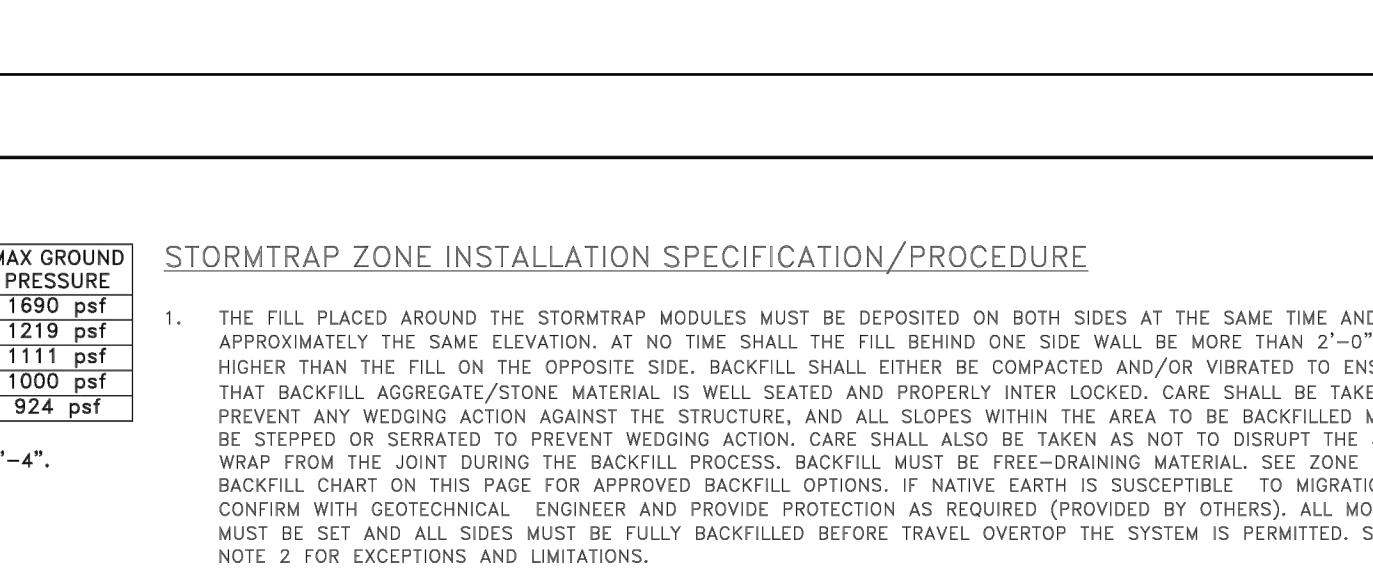 MAX GROUND
PRESSURE
1690 psf
1219 psf
1111 psf
1000 psf
924 psf
'–4".
STORMTRAP ZONE INSTALLATION SPECIFICATION/PROCEDURE
1. THE FILL PLACED AROUND THE STORMTRAP MODULES MUST BE DEPOSITED ON BOTH SIDES AT THE SAME TIME AND
APPROXIMATELY THE SAME ELEVATION. AT NO TIME SHALL THE FILL BEHIND ONE SIDE WALL BE MORE THAN 2'–0"
HIGHER THAN THE FILL ON THE OPPOSITE SIDE. BACKFILL SHALL EITHER BE COMPACTED AND/OR VIBRATED TO ENS
THAT BACKFILL AGGREGATE/STONE MATERIAL IS WELL SEATED AND PROPERLY INTER LOCKED. CARE SHALL BE TAKE
PREVENT ANY WEDGING ACTION AGAINST THE STRUCTURE, AND ALL SLOPES WITHIN THE AREA TO BE BACKFILLED M
BE STEPPED OR SERRATED TO PREVENT WEDGING ACTION. CARE SHALL ALSO BE TAKEN AS NOT TO DISRUPT THE
WRAP FROM THE JOINT DURING THE BACKFILL PROCESS. BACKFILL MUST BE FREE–DRAINING MATERIAL. SEE ZONE
BACKFILL CHART ON THIS PAGE FOR APPROVED BACKFILL OPTIONS. IF NATIVE EARTH IS SUSCEPTIBLE TO MIGRATIO
CONFIRM WITH GEOTECHNICAL ENGINEER AND PROVIDE PROTECTION AS REQUIRED (PROVIDED BY OTHERS). ALL MO
MUST BE SET AND ALL SIDES MUST BE FULLY BACKFILLED BEFORE TRAVEL OVERTOP THE SYSTEM IS PERMITTED. S
NOTE 2 FOR EXCEPTIONS AND LIMITATIONS.